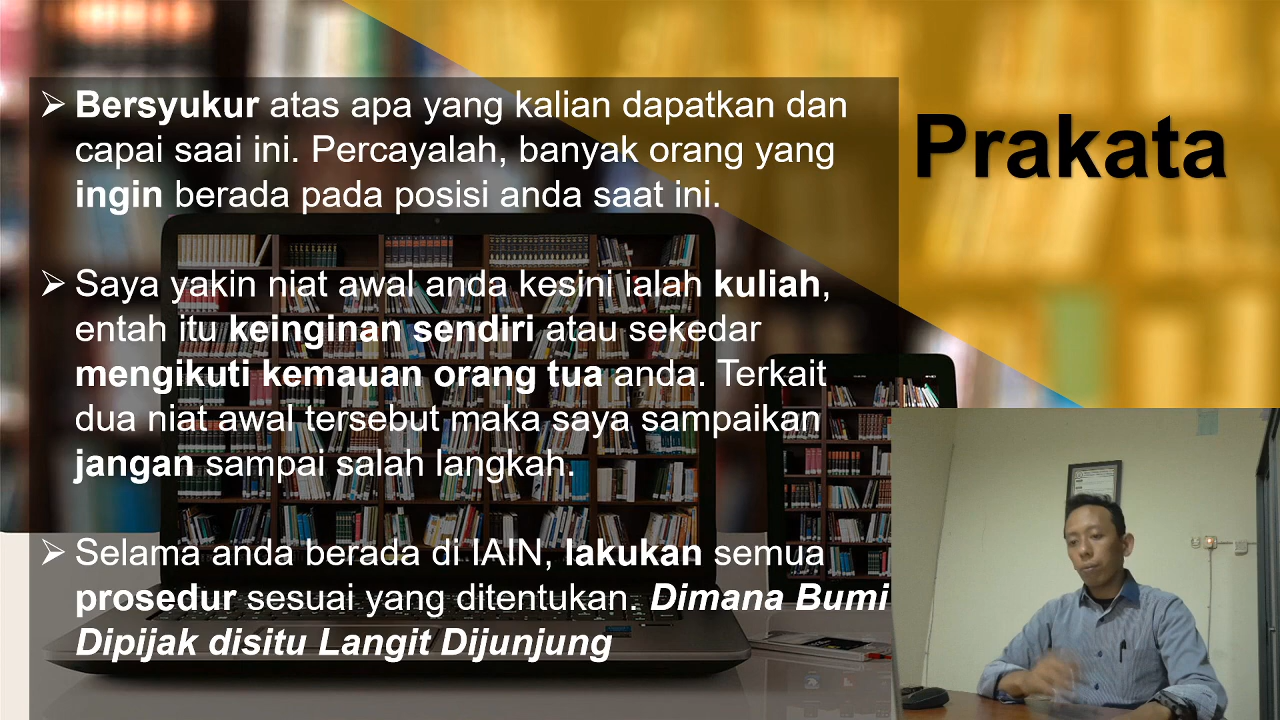 Prakata
➢ Bersyukur atas apa yang kalian dapatkan dan
capai saai ini. Percayalah, banyak orang yang
ingin berada pada posisi anda saat ini.
➢ Saya yakin niat awal anda kesini ialah kuliah,
entah itu keinginan sendiri atau sekedar
mengikuti kemauan orang tua anda. Terkait
dua niat awal tersebut maka saya sampaikan
jangan sampai salah langkah.
➢ Selama anda berada di IAIN, lakukan semua
prosedur sesuai yang ditentukan. Dimana Bumi
Dipijak disitu Langit Dijunjung